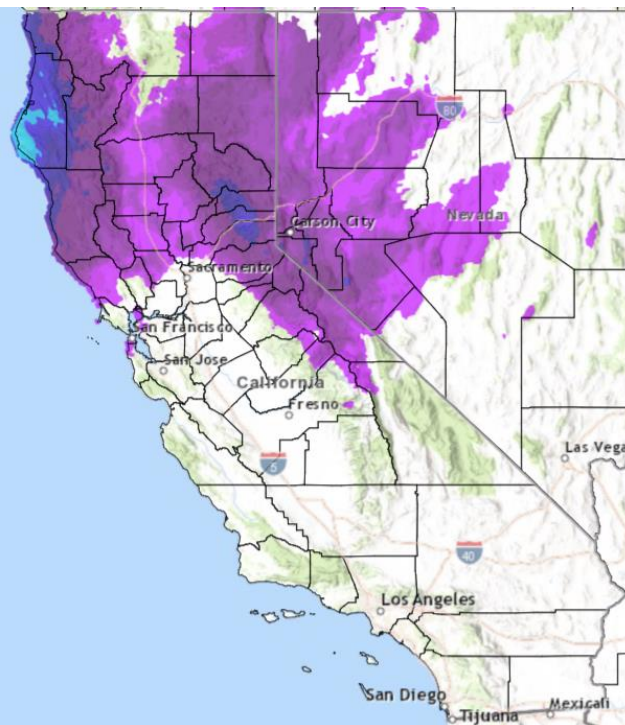 80
Nevada
Carson City
Sacramento
San Francisco
San Jose
California
Fresno
Las Vega
5
40
Los Angeles
San Diego
Tijuana
Mexicali